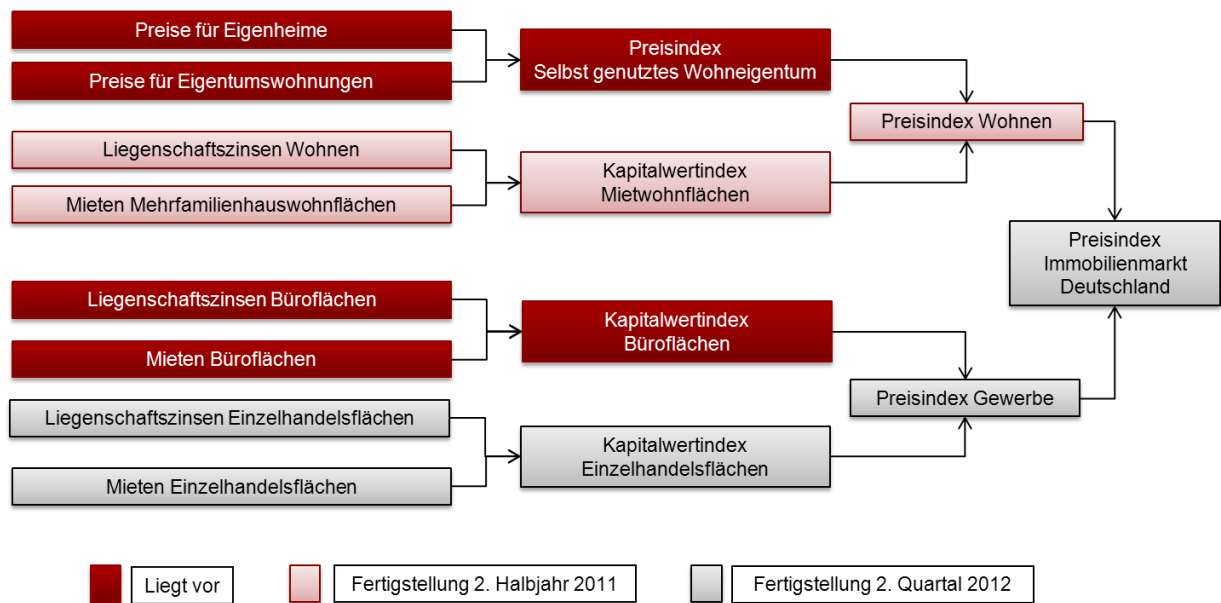 Preise für Eigenheime
Preise für Eigentumswohnungen
Preisindex
Selbst genutztes Wohneigentum
Liegenschaftszinsen Wohnen
Mieten Mehrfamilienhauswohnflächen
Kapitalwertindex
Mietwohnflächen
Preisindex Wohnen
Liegenschaftszinsen Büroflächen
Mieten Büroflächen
Kapitalwertindex
Büroflächen
Liegenschaftszinsen Einzelhandelsflächen
Mieten Einzelhandelsflächen
Kapitalwertindex
Einzelhandelsflächen
Preisindex Gewerbe
Preisindex
Immobilienmarkt
Deutschland
Liegt vor
Fertigstellung 2. Halbjahr 2011
Fertigstellung 2. Quartal 2012